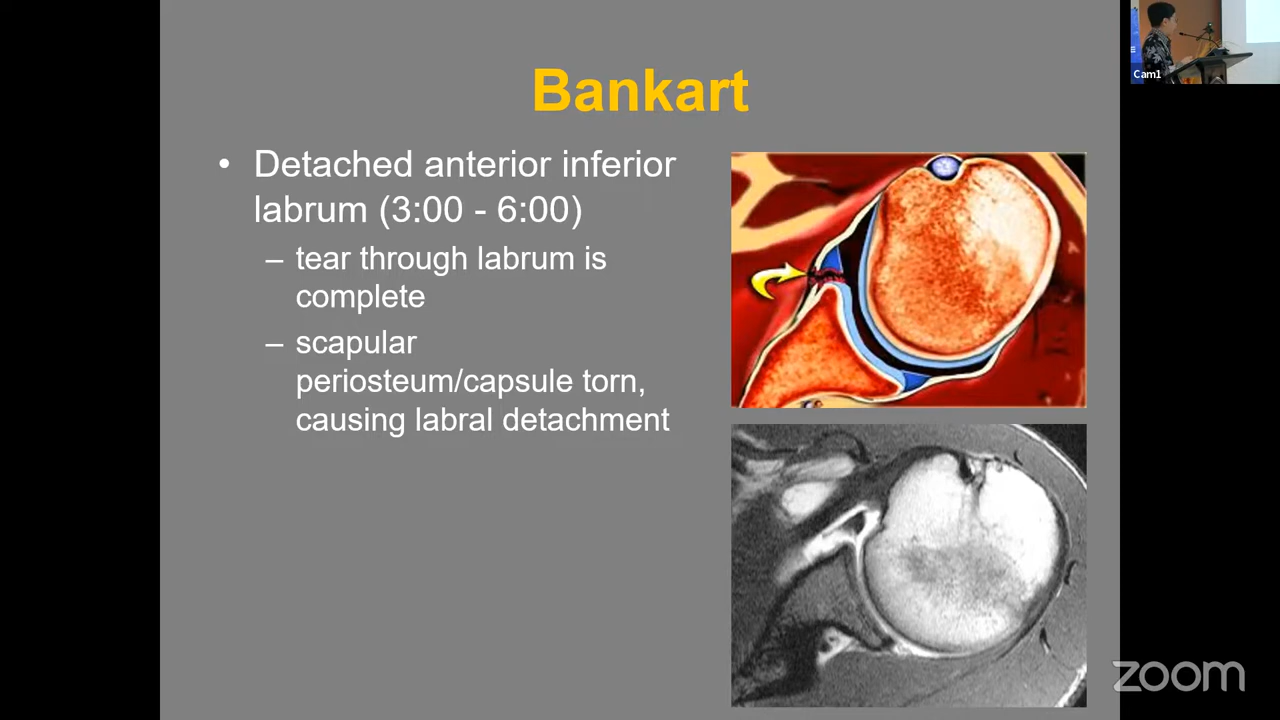 Bankart
• Detached anterior inferior
labrum (3:00 - 6:00)
– tear through labrum is
complete
– scapular
periosteum/capsule torn,
causing labral detachment
E
Cam1
zoom